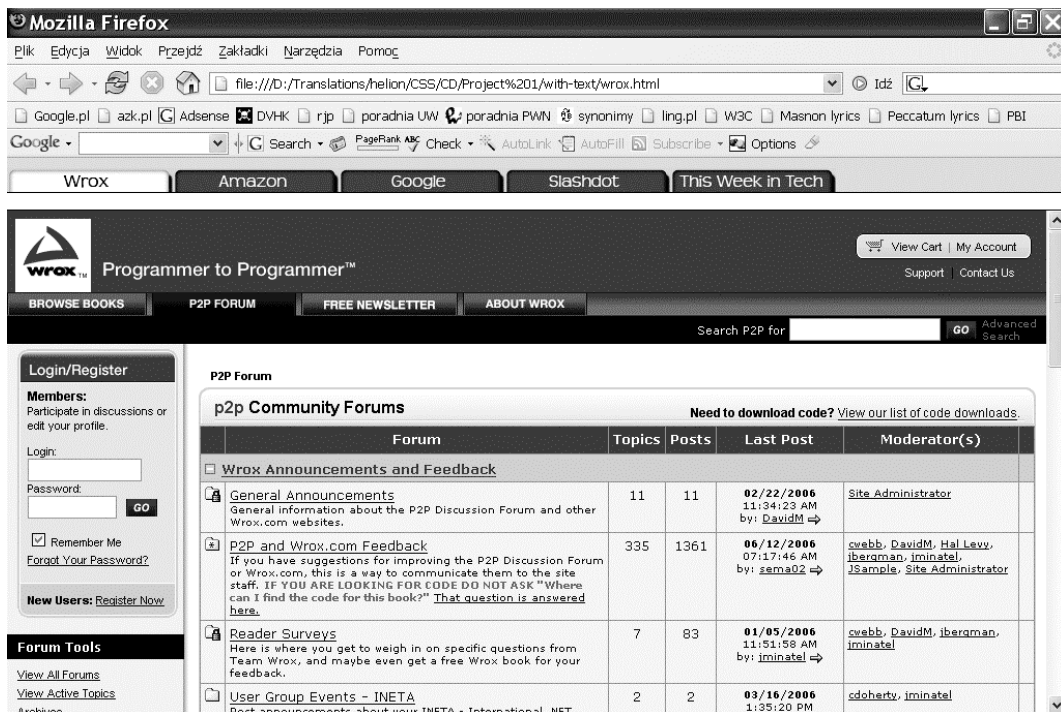 Mozilla Firefox
Plik Edycja Widok Przejdź Zakładki Narzędzia Pomoc
file:///D:/Translations/helion/CSS/CD/Project%201/with-text/wrox.html Idź G
Google.pl azk.pl Adsense DVHK rjp poradnia UW poradnia PWN synonimy ling.pl W3C Masnon lyrics Peccatum lyrics PBI
Google Search PageRank ABC Check AutoLink AutoFill Subscribe Options
Wrox Amazon Google Slashdot This Week in Tech
wrox™ Programmer to Programmer™
View Cart | My Account
Support | Contact Us
BROWSE BOOKS P2P FORUM FREE NEWSLETTER ABOUT WROX
Search P2P for GO Advanced Search
Login/Register
Members:
Participate in discussions or
edit your profile.
Login:
Password:
GO
Remember Me
Forgot Your Password?
New Users: Register Now
Forum Tools
View All Forums
View Active Topics
Archives
P2P Forum
p2p Community Forums Need to download code? View our list of code downloads.
Forum Topics Posts Last Post Moderator(s)
Wrox Announcements and Feedback
General Announcements 11 11 02/22/2006 Site Administrator
General information about the P2P Discussion Forum and other 11:34:23 AM
Wrox.com websites. by: DavidM
P2P and Wrox.com Feedback 335 1361 06/12/2006 cwebb, DavidM, Hal Levy,
If you have suggestions for improving the P2P Discussion Forum 07:17:46 AM jbergman, jminatel,
or Wrox.com, this is a way to communicate them to the site by: sema02 JSample, Site Administrator
staff. IF YOU ARE LOOKING FOR CODE DO NOT ASK "Where
can I find the code for this book?" That question is answered
here.
Reader Surveys 7 83 01/05/2006 cwebb, DavidM, jbergman,
Here is where you get to weigh in on specific questions from 11:51:58 AM jminatel
Team Wrox, and maybe even get a free Wrox book for your by: jminatel
feedback.
User Group Events - INETA 2 2 03/16/2006 cdoherty, jminatel
Post announcements about your INETA - International .NET 1:35:20 PM